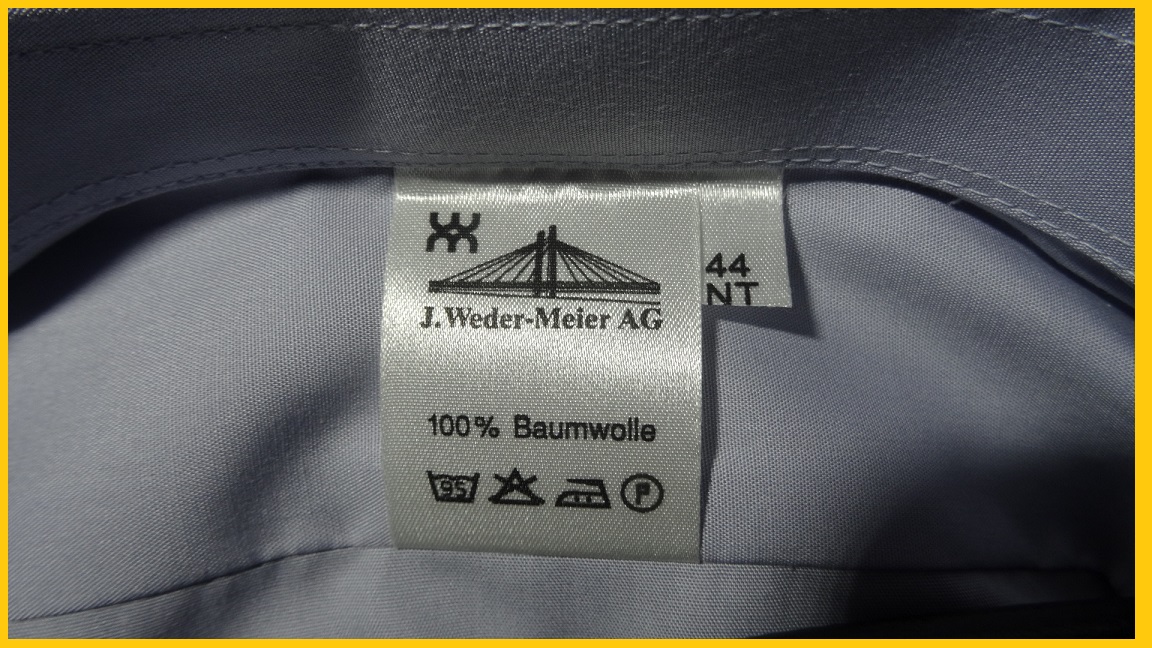 J. Weder-Meier AG
44
NT
100% Baumwolle
95 A P